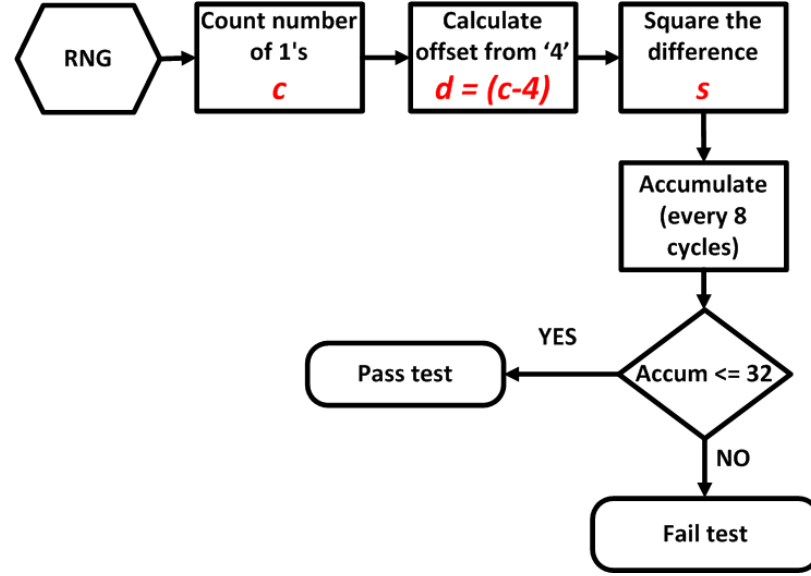 RNG
Count number
of 1's
c
Calculate
offset from ‘4’
d = (c-4)
Square the
difference
s
Accumulate
(every 8
cycles)
Accum <= 32
YES
Pass test
NO
Fail test